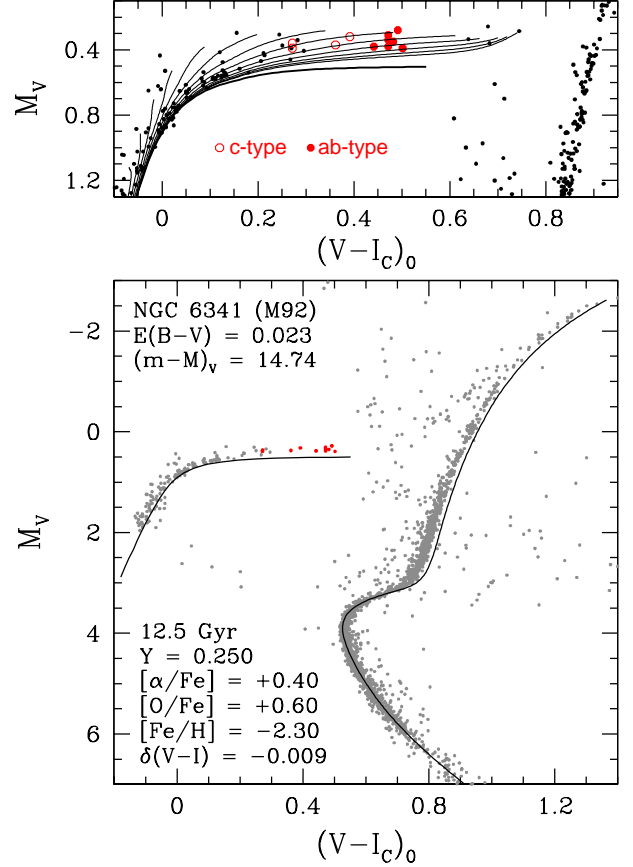 0.4
0.8
1.2
M_V
c-type ab-type
0 0.2 0.4 0.6 0.8
(V−I_C)_0
NGC 6341 (M92)
E(B−V) = 0.023
(m−M)_V = 14.74
−2
0
2
4
6
M_V
12.5 Gyr
Y = 0.250
[α/Fe] = +0.40
[O/Fe] = +0.60
[Fe/H] = −2.30
δ(V−I) = −0.009
0 0.4 0.8 1.2
(V−I_C)_0